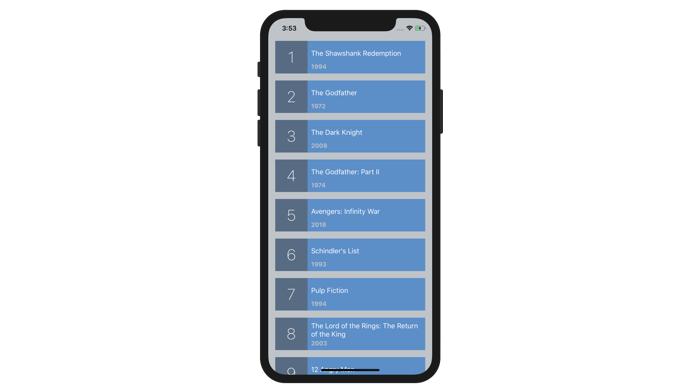 3:53
1
The Shawshank Redemption
1994
2
The Godfather
1972
3
The Dark Knight
2008
4
The Godfather: Part II
1974
5
Avengers: Infinity War
2018
6
Schindler's List
1993
7
Pulp Fiction
1994
8
The Lord of the Rings: The Return
of the King
2003
9
12 Angry Men